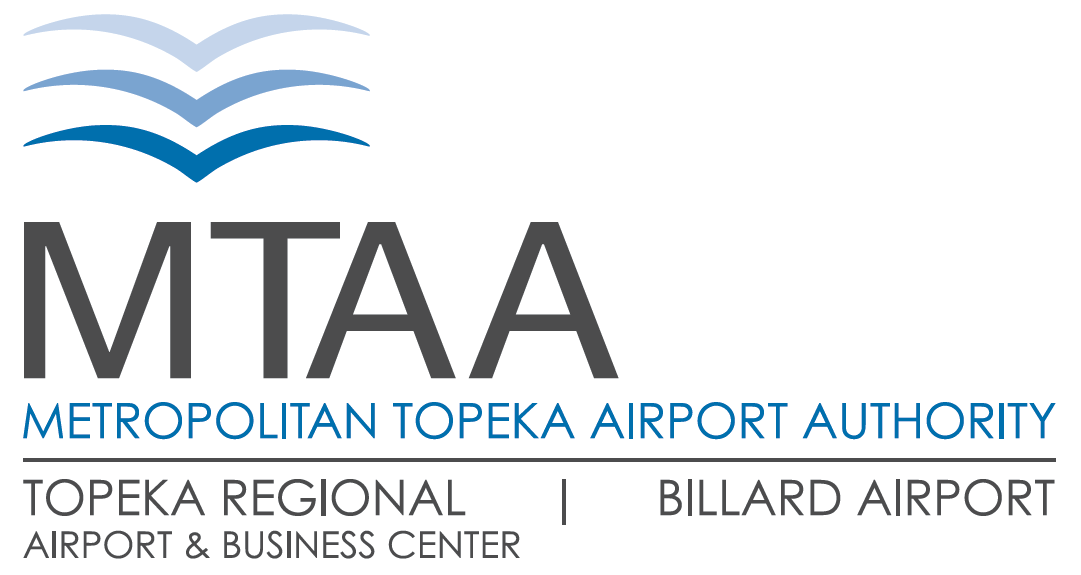 MTAA
METROPOLITAN TOPEKA AIRPORT AUTHORITY
TOPEKA REGIONAL | BILLARD AIRPORT
AIRPORT & BUSINESS CENTER